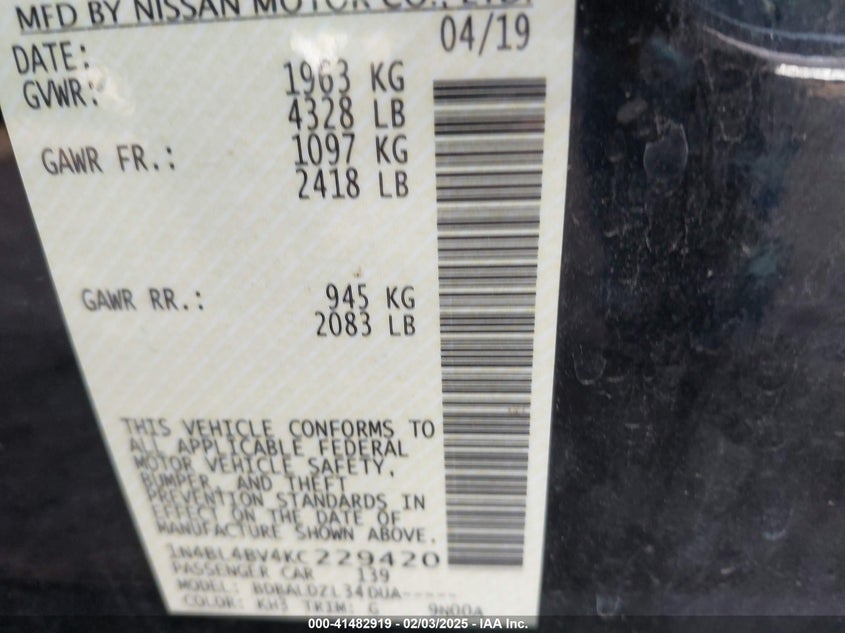 MFD BY NISSAN MOTOR CO., LTD.
DATE: 04/19
GVWR: 1963 KG
4328 LB
GAWR FR.: 1097 KG
2418 LB
GAWR RR.: 945 KG
2083 LB
THIS VEHICLE CONFORMS TO
ALL APPLICABLE FEDERAL
MOTOR VEHICLE SAFETY,
BUMPER, AND THEFT
PREVENTION STANDARDS IN
EFFECT ON THE DATE OF
MANUFACTURE SHOWN ABOVE.
1N4BL4BV4KC229420
PASSENGER CAR 139
MODEL: BDBALDZL34DUA-----
COLOR: KH3 TRIM: G 9N00A
000-41482919 - 02/03/2025 - IAA Inc.